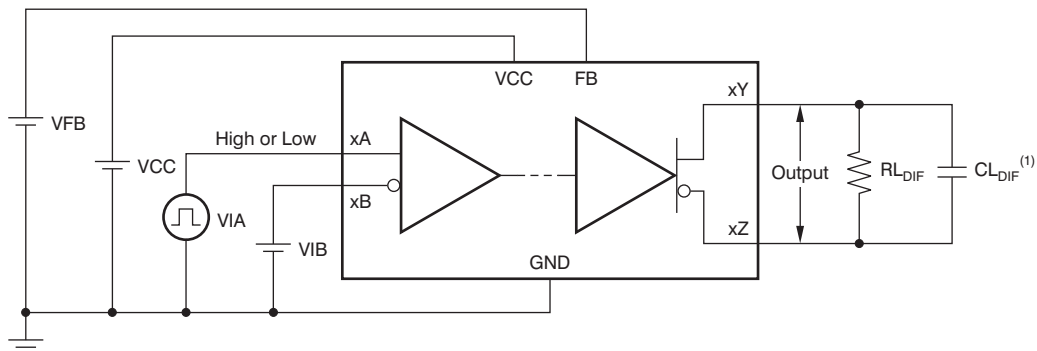 VCC FB
xY
VFB
High or Low xA
VCC
Output RL_DIF CL_DIF^(1)
xB
VIA
VIB
xZ
GND